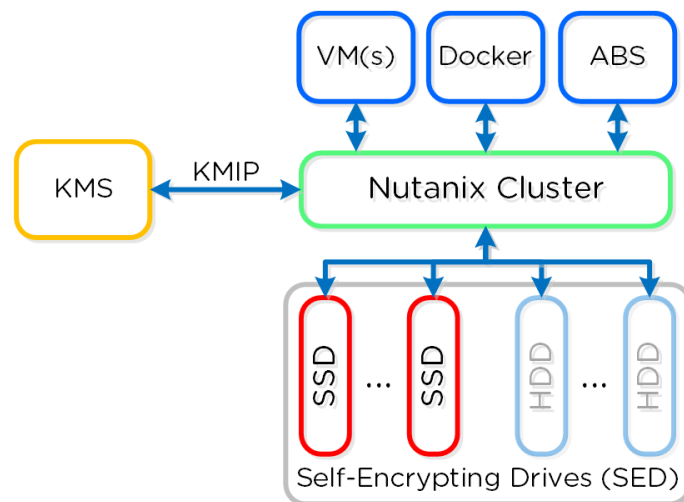 VM(s)
Docker
ABS
KMS
KMIP
Nutanix Cluster
SSD
...
SSD
HDD
...
HDD
Self-Encrypting Drives (SED)